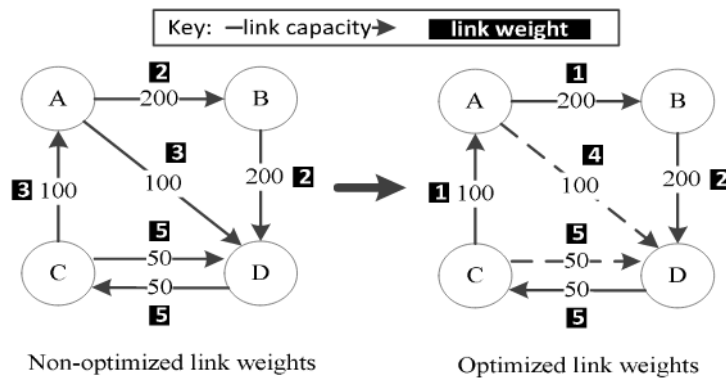 Key: link capacity link weight
2 1
A 200 B A 200 B
3 4
3 100 100 200 2 1 100 100 200 2
5 5
C 50 D C 50 D
50 50
5 5
Non-optimized link weights Optimized link weights